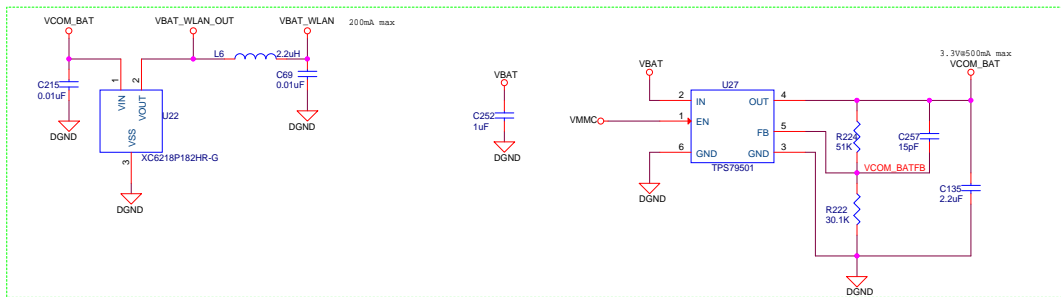 VCOM_BAT
VBAT_WLAN_OUT
VBAT_WLAN
200mA max
L6
2.2uH
C215
0.01uF
C69
0.01uF
1
2
VIN
VOUT
VSS
U22
3
XC6218P182HR-G
DGND
DGND
DGND
VBAT
C252
1uF
DGND
VBAT
VMMC
U27
2
IN
OUT
4
1
EN
FB
5
6
GND
GND
3
TPS79501
DGND
3.3V@500mA max
VCOM_BAT
R224
51K
C257
15pF
VCOM_BATFB
R222
30.1K
C135
2.2uF
DGND